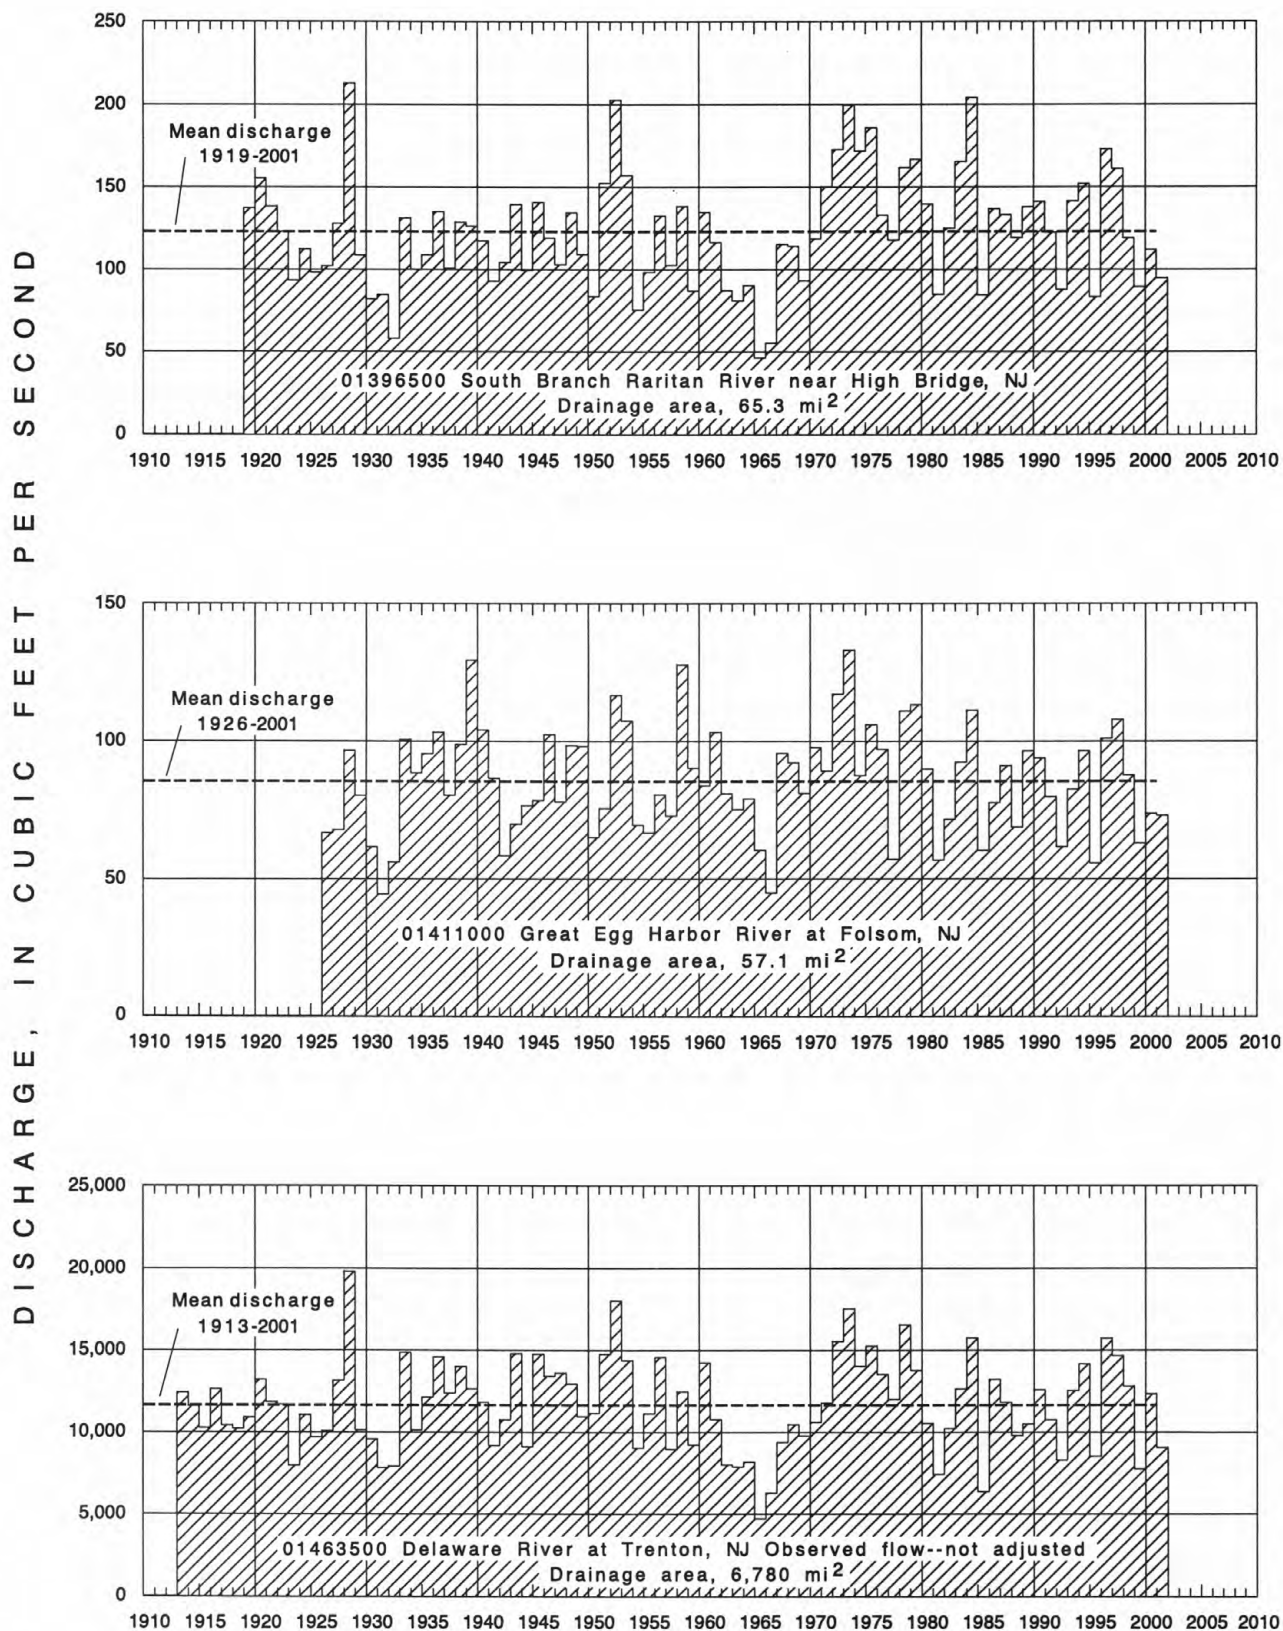 DISCHARGE, IN CUBIC FEET PER SECOND
250
200
150
100
50
0
Mean discharge
1919-2001
01396500 South Branch Raritan River near High Bridge, NJ
Drainage area, 65.3 mi2
1910 1915 1920 1925 1930 1935 1940 1945 1950 1955 1960 1965 1970 1975 1980 1985 1990 1995 2000 2005 2010
150
100
50
0
Mean discharge
1926-2001
01411000 Great Egg Harbor River at Folsom, NJ
Drainage area, 57.1 mi2
1910 1915 1920 1925 1930 1935 1940 1945 1950 1955 1960 1965 1970 1975 1980 1985 1990 1995 2000 2005 2010
25,000
20,000
15,000
10,000
5,000
0
Mean discharge
1913-2001
01463500 Delaware River at Trenton, NJ Observed flow--not adjusted
Drainage area, 6,780 mi2
1910 1915 1920 1925 1930 1935 1940 1945 1950 1955 1960 1965 1970 1975 1980 1985 1990 1995 2000 2005 2010